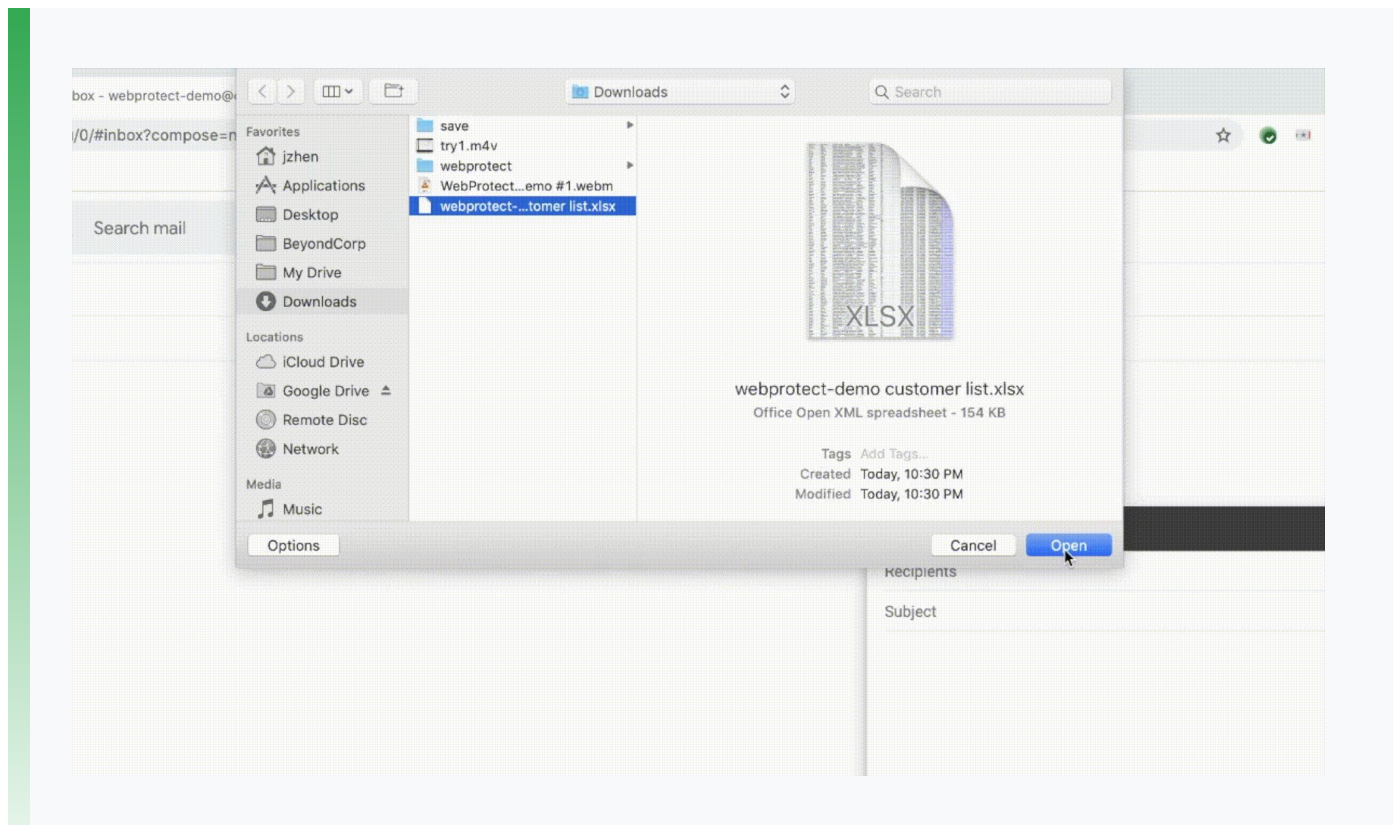 box - webprotect-demo@
Downloads
Search
/0/#inbox?compose=n
Search mail
Favorites
jzhen
Applications
Desktop
BeyondCorp
My Drive
Downloads
Locations
iCloud Drive
Google Drive
Remote Disc
Network
Media
Music
save
try1.m4v
webprotect
WebProtect...emo #1.webm
webprotect-...tomer list.xlsx
XLSX
webprotect-demo customer list.xlsx
Office Open XML spreadsheet - 154 KB
Tags Add Tags...
Created Today, 10:30 PM
Modified Today, 10:30 PM
Options
Cancel
Open
Recipients
Subject